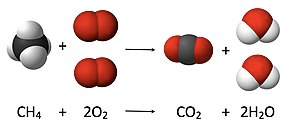 + ⟶ +
CH₄ + 2O₂ ⟶ CO₂ + 2H₂O